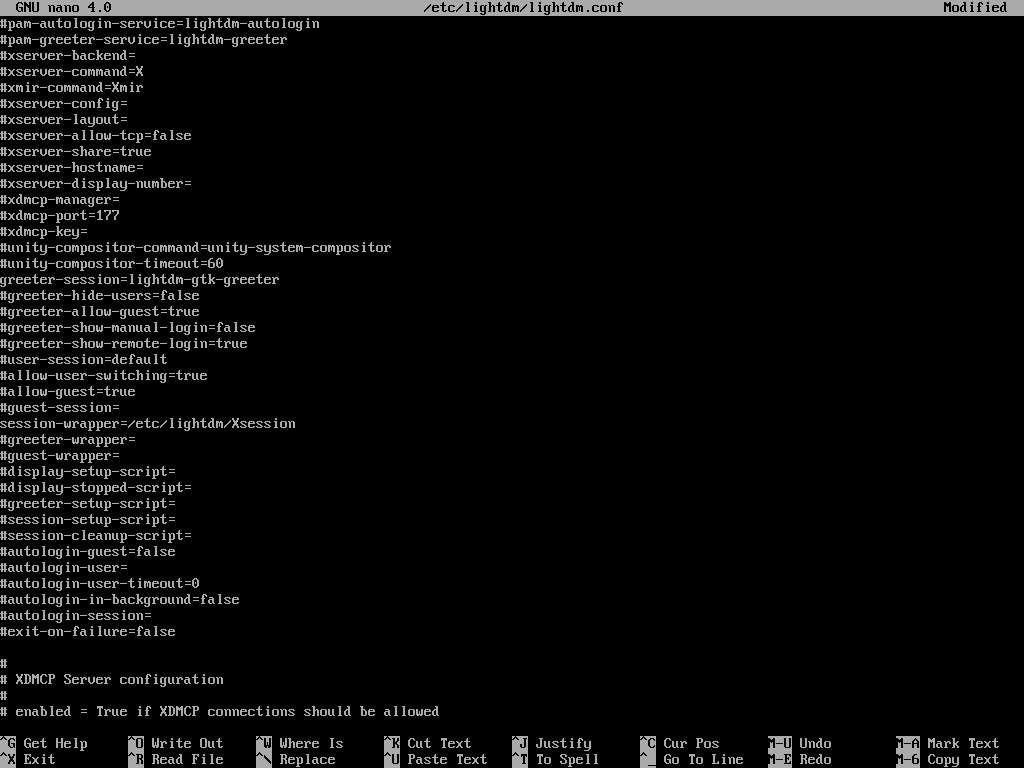 GNU nano 4.0 /etc/lightdm/lightdm.conf Modified
#pam-autologin-service=lightdm-autologin
#pam-greeter-service=lightdm-greeter
#xserver-backend=
#xserver-command=X
#xmir-command=Xmir
#xserver-config=
#xserver-layout=
#xserver-allow-tcp=false
#xserver-share=true
#xserver-hostname=
#xserver-display-number=
#xdmcp-manager=
#xdmcp-port=177
#xdmcp-key=
#unity-compositor-command=unity-system-compositor
#unity-compositor-timeout=60
greeter-session=lightdm-gtk-greeter
#greeter-hide-users=false
#greeter-allow-guest=true
#greeter-show-manual-login=false
#greeter-show-remote-login=true
#user-session=default
#allow-user-switching=true
#allow-guest=true
#guest-session=
session-wrapper=/etc/lightdm/Xsession
#greeter-wrapper=
#guest-wrapper=
#display-setup-script=
#display-stopped-script=
#greeter-setup-script=
#session-setup-script=
#session-cleanup-script=
#autologin-guest=false
#autologin-user=
#autologin-user-timeout=0
#autologin-in-background=false
#autologin-session=
#exit-on-failure=false
#
# XDMCP Server configuration
#
# enabled = True if XDMCP connections should be allowed
^G Get Help ^O Write Out ^W Where Is ^K Cut Text ^J Justify ^C Cur Pos M-U Undo M-A Mark Text
^X Exit ^R Read File ^\ Replace ^U Paste Text ^T To Spell ^_ Go To Line M-E Redo M-6 Copy Text